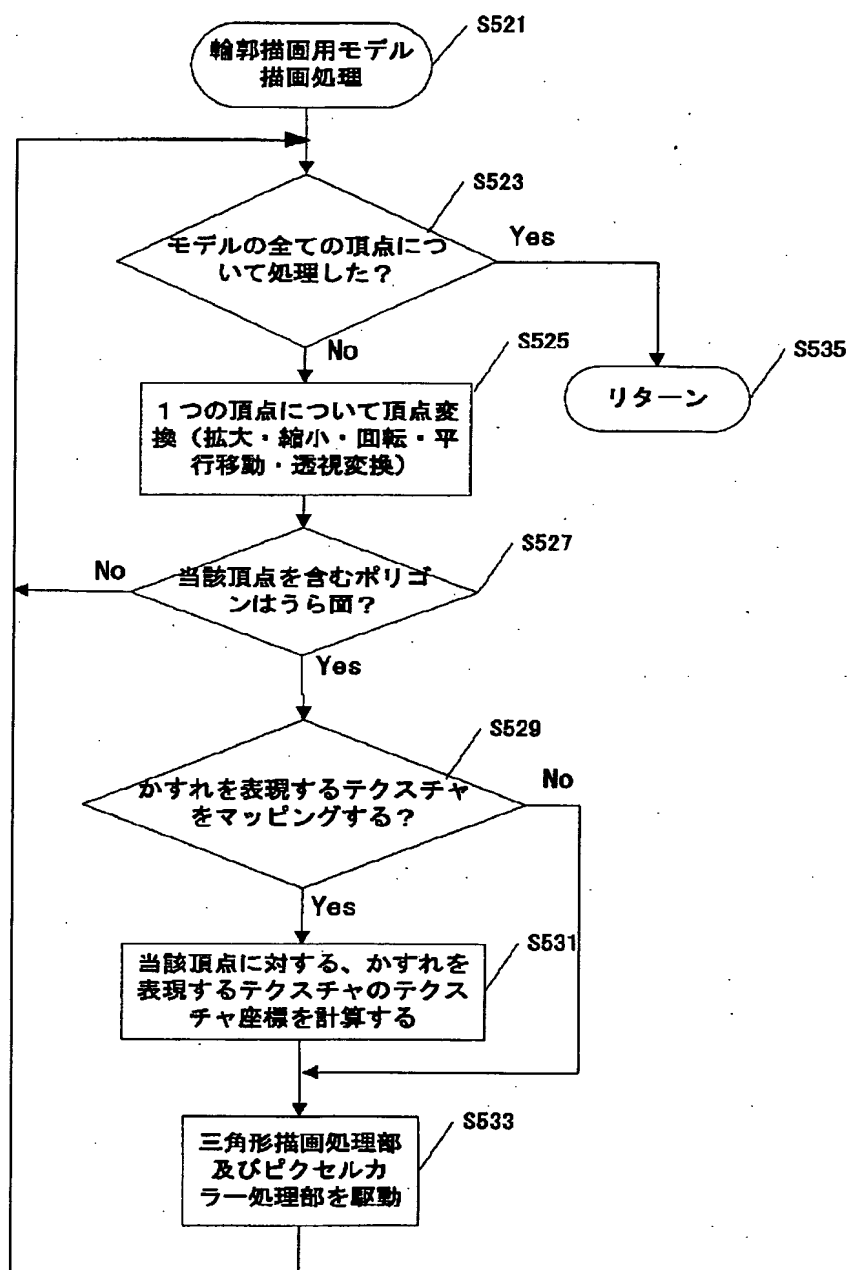 S521
輪郭描画用モデル
描画処理
S523
モデルの全ての頂点につ
いて処理した？
Yes
No
S525
1つの頂点について頂点変
換（拡大・縮小・回転・平
行移動・透視変換）
S535
リターン
S527
当該頂点を含むポリゴ
ンはうら面？
No
Yes
S529
かすれを表現するテクスチャ
をマッピングする？
No
Yes
S531
当該頂点に対する、かすれを
表現するテクスチャのテクス
チャ座標を計算する
S533
三角形描画処理部
及びピクセルカ
ラー処理部を駆動